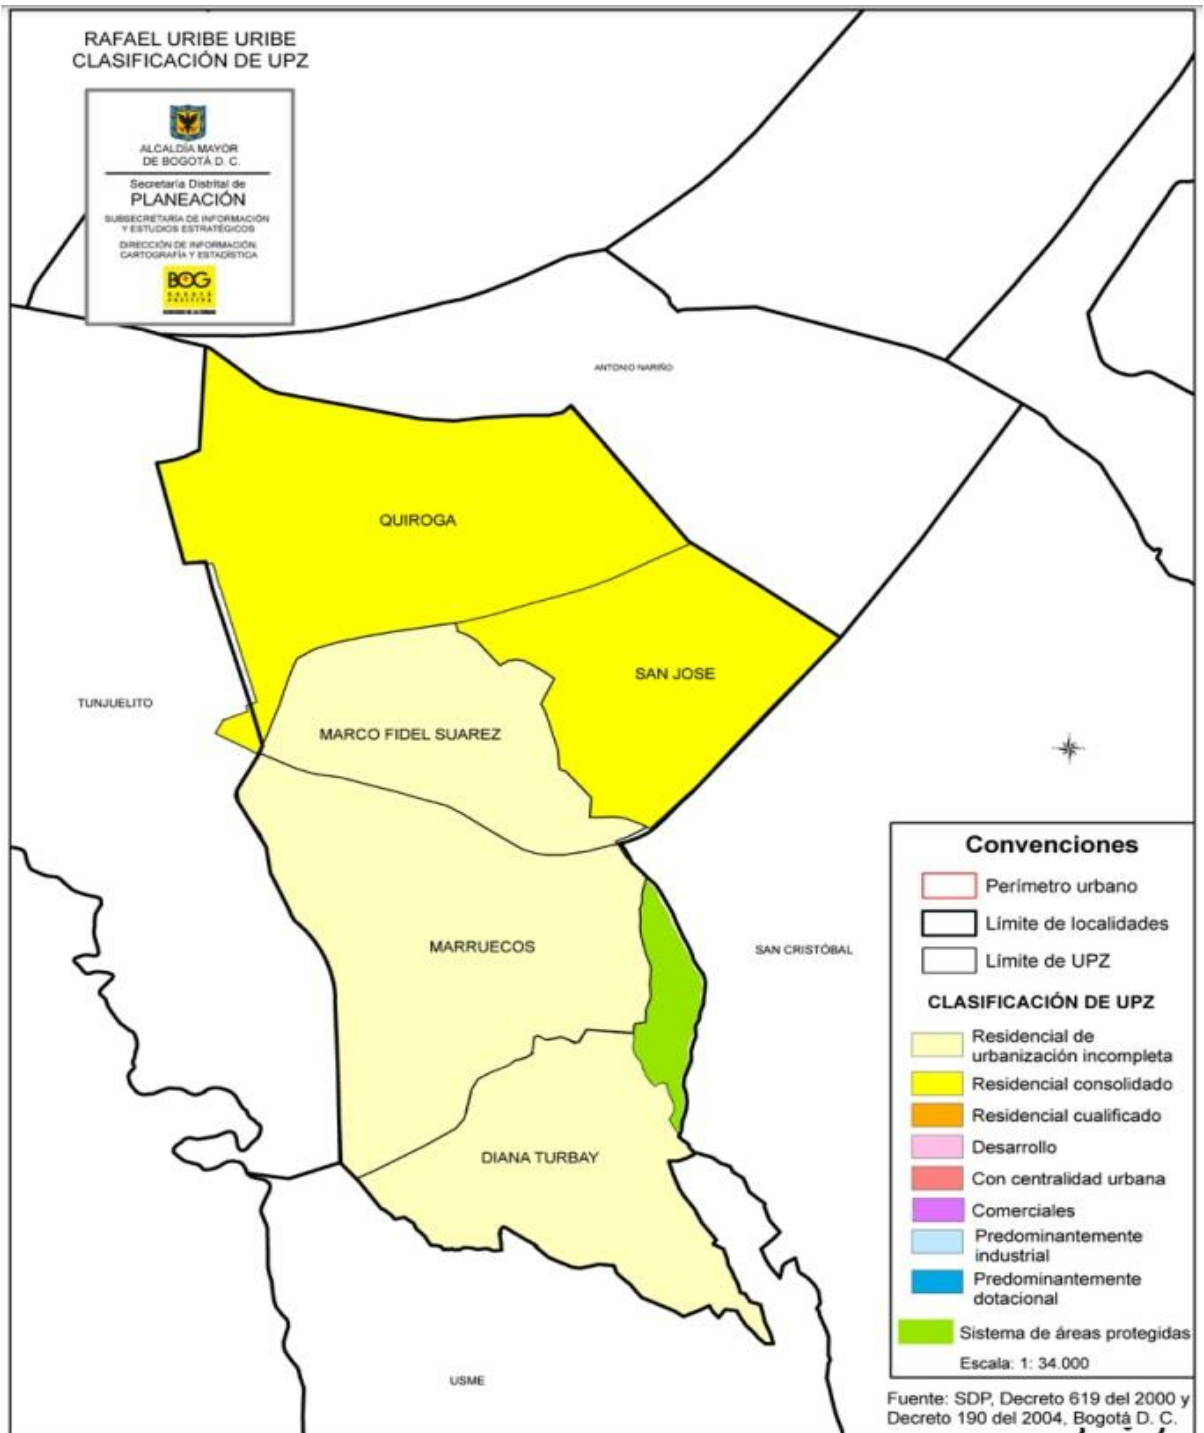 RAFAEL URIBE URIBE
CLASIFICACIÓN DE UPZ
ALCALDÍA MAYOR
DE BOGOTÁ D. C.
Secretaría Distrital de
PLANEACIÓN
SUBSECRETARÍA DE INFORMACIÓN
Y ESTUDIOS ESTRATÉGICOS
DIRECCIÓN DE INFORMACIÓN,
CARTOGRAFÍA Y ESTADÍSTICA
BOG
BOGOTÁ
POSITIVA
ANTONIO NARIÑO
QUIROGA
SAN JOSE
TUNJUELITO
MARCO FIDEL SUAREZ
MARRUECOS
SAN CRISTÓBAL
DIANA TURBAY
USME
Convenciones
Perímetro urbano
Límite de localidades
Límite de UPZ
CLASIFICACIÓN DE UPZ
Residencial de
urbanización incompleta
Residencial consolidado
Residencial cualificado
Desarrollo
Con centralidad urbana
Comerciales
Predominantemente
industrial
Predominantemente
dotacional
Sistema de áreas protegidas
Escala: 1: 34.000
Fuente: SDP, Decreto 619 del 2000 y
Decreto 190 del 2004, Bogotá D. C.